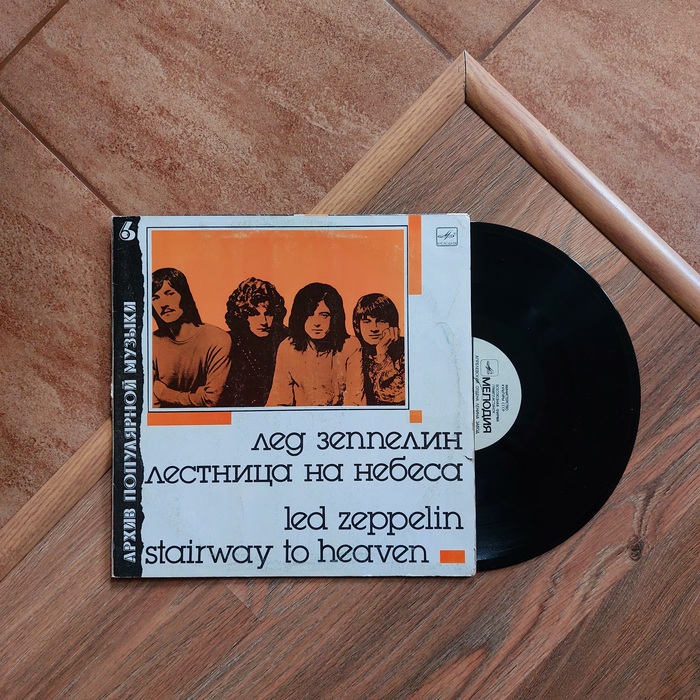 6
АРХИВ ПОПУЛЯРНОЙ МУЗЫКИ
лед зеппелин
лестница на небеса
led zeppelin
stairway to heaven
МЕЛОДИЯ